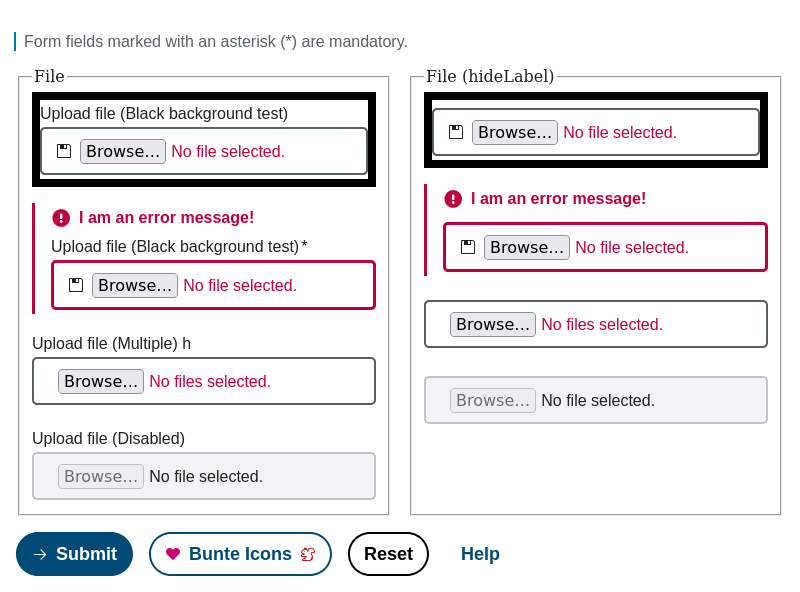 Form fields marked with an asterisk (*) are mandatory.
File
Upload file (Black background test)
Browse... No file selected.
I am an error message!
Upload file (Black background test)*
Browse... No file selected.
Upload file (Multiple) h
Browse... No files selected.
Upload file (Disabled)
Browse... No file selected.
File (hideLabel)
Browse... No file selected.
I am an error message!
Browse... No file selected.
Browse... No files selected.
Browse... No file selected.
Submit
Bunte Icons
Reset
Help